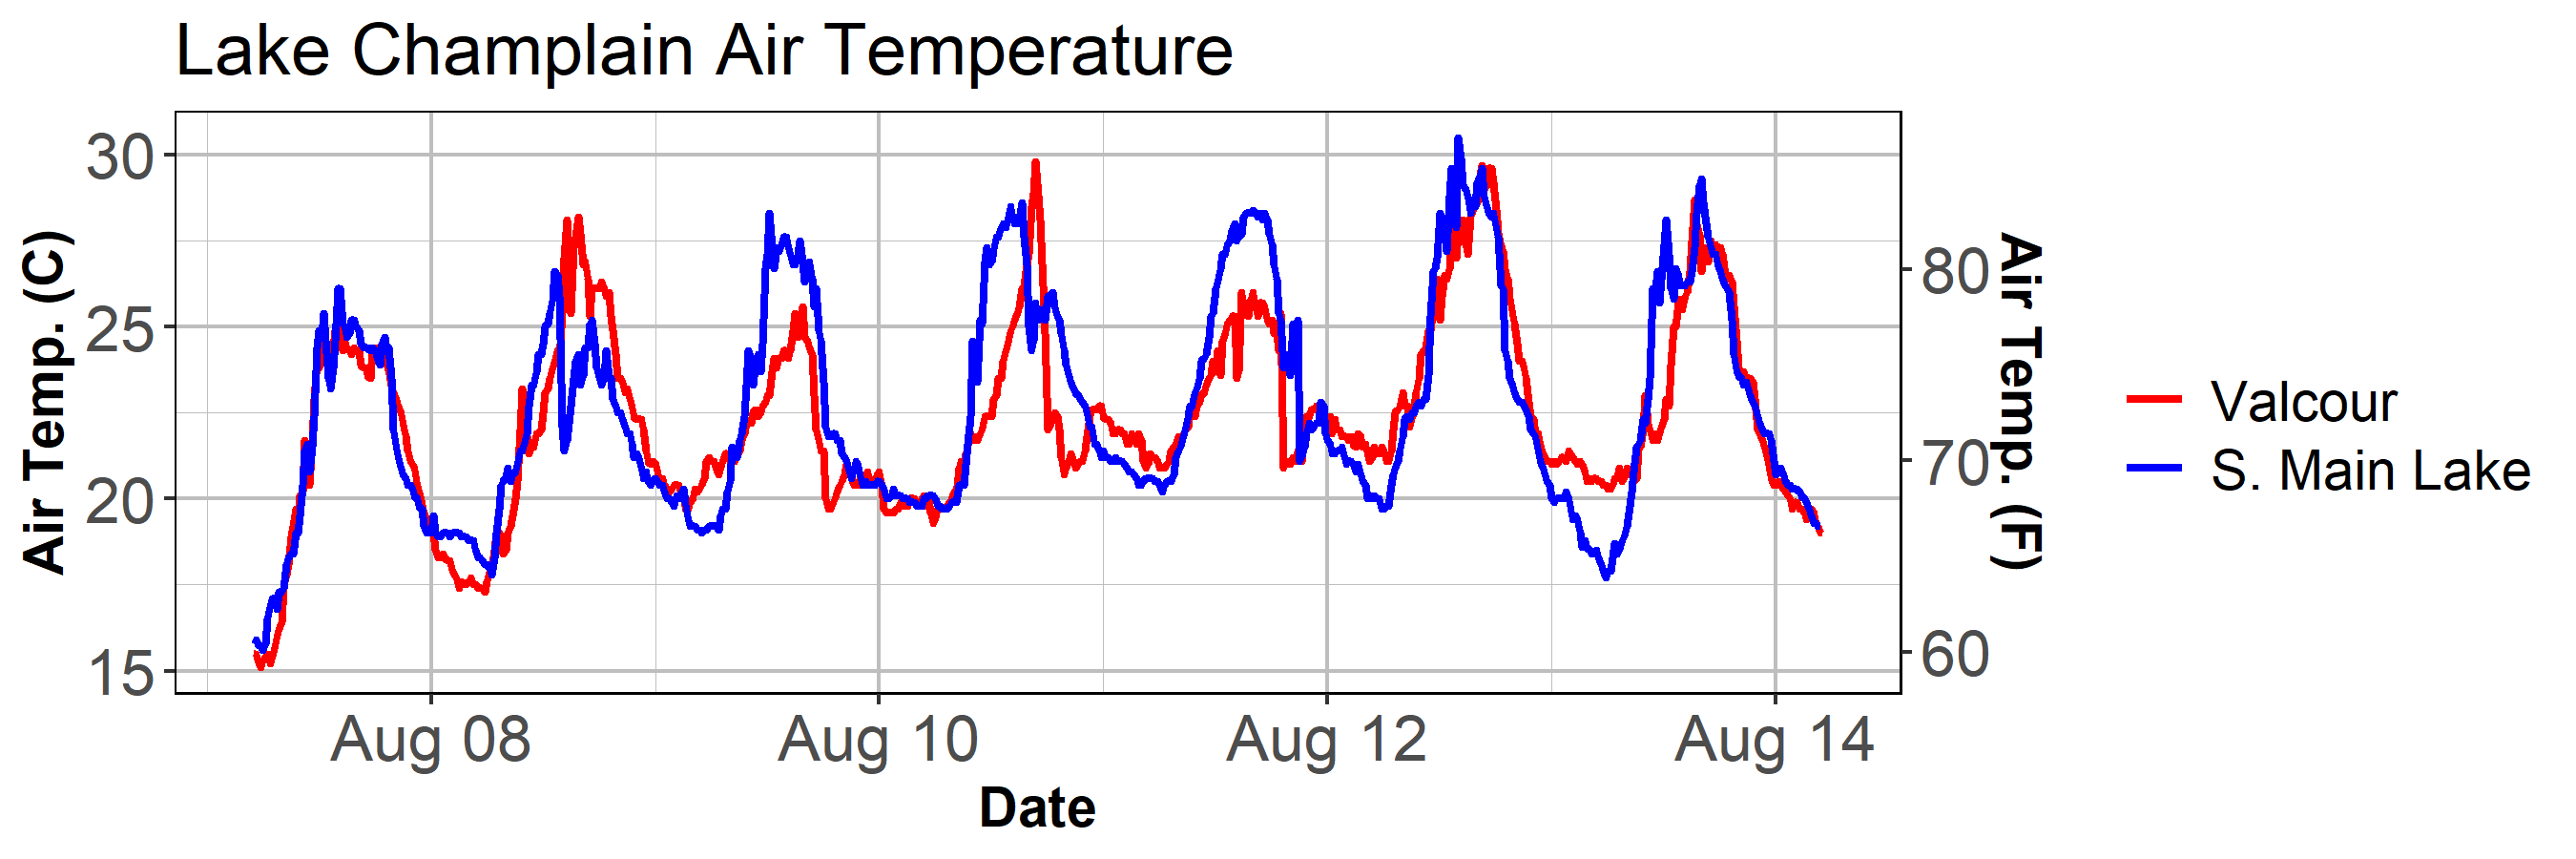 Lake Champlain Air Temperature
Air Temp. (C)
30
25
20
15
Aug 08
Aug 10
Aug 12
Aug 14
Date
80
70
60
Air Temp. (F)
Valcour
S. Main Lake